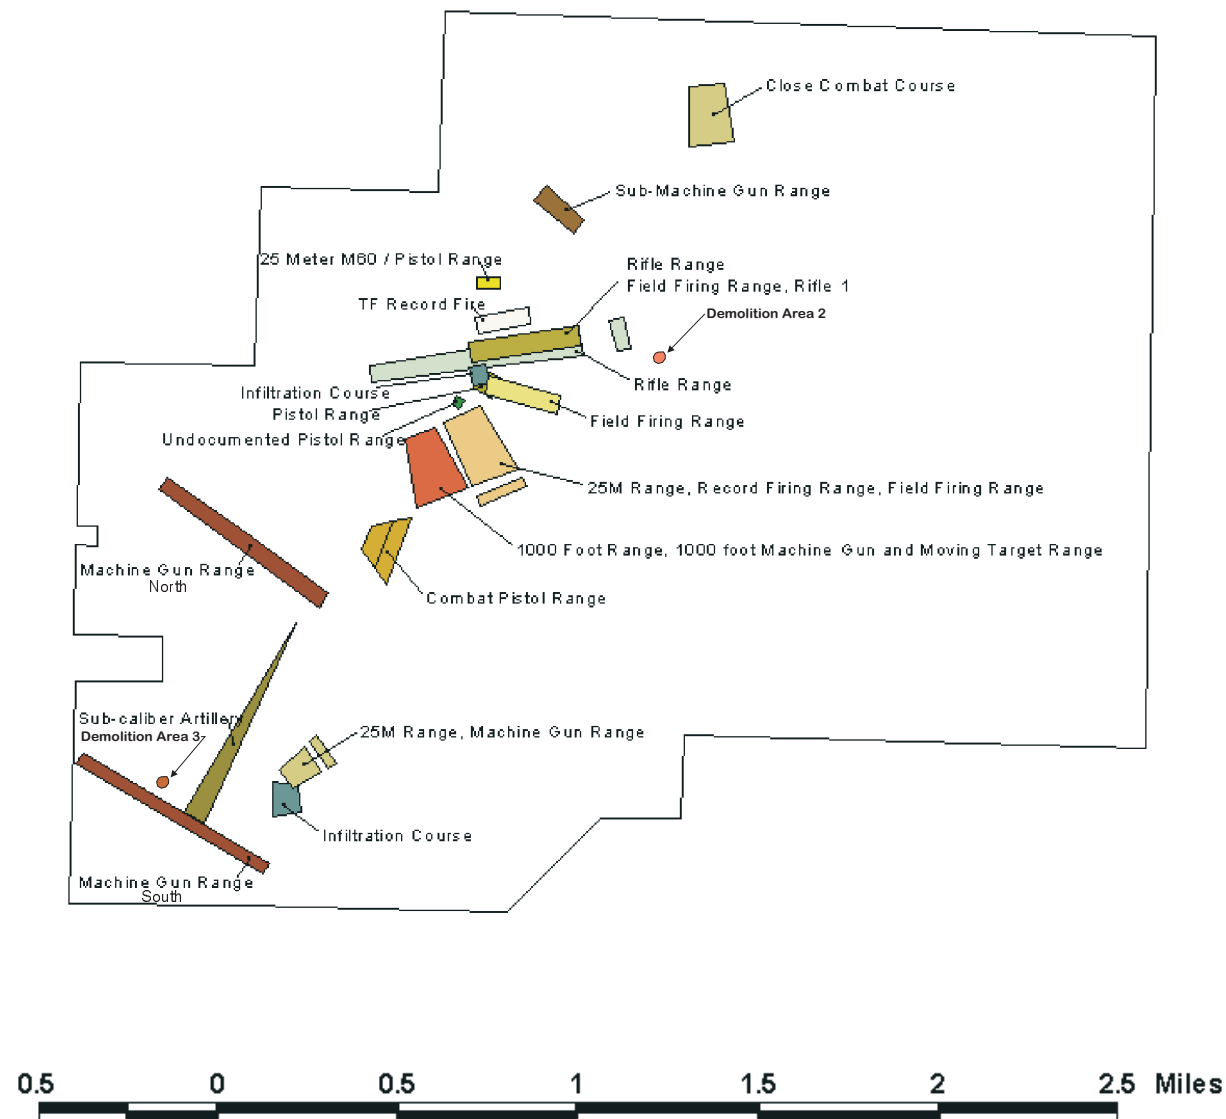 Close Combat Course
Sub-Machine Gun Range
25 Meter M60 / Pistol Range
Rifle Range
Field Firing Range, Rifle 1
TF Record Fire
Demolition Area 2
Rifle Range
Infiltration Course
Pistol Range
Field Firing Range
Undocumented Pistol Range
25M Range, Record Firing Range, Field Firing Range
1000 Foot Range, 1000 foot Machine Gun and Moving Target Range
Machine Gun Range
North
Combat Pistol Range
Sub-caliber Artillery
Demolition Area 3
25M Range, Machine Gun Range
Infiltration Course
Machine Gun Range
South
0.5 0 0.5 1 1.5 2 2.5 Miles